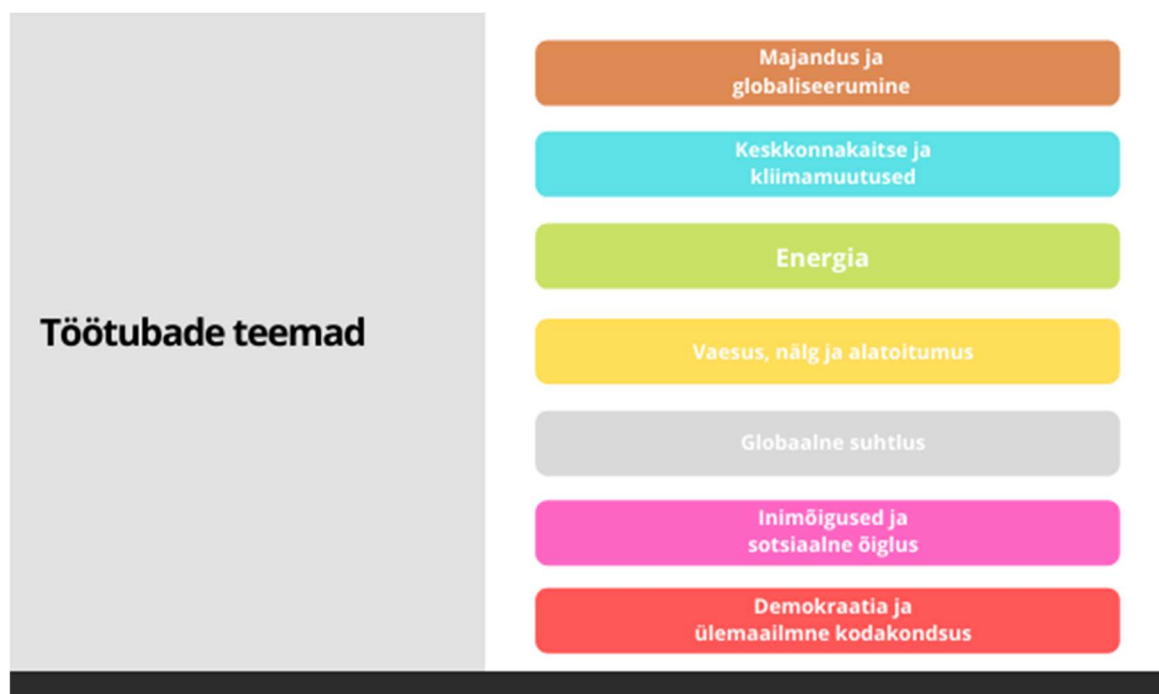 Töötubade teemad
Majandus ja
globaliseerumine
Keskkonnakaitse ja
kliimamuutused
Energia
Vaesus, nälg ja alatoitumus
Globaalne suhtlus
Inimõigused ja
sotsiaalne õiglus
Demokraatia ja
ülemaailmne kodakondsus